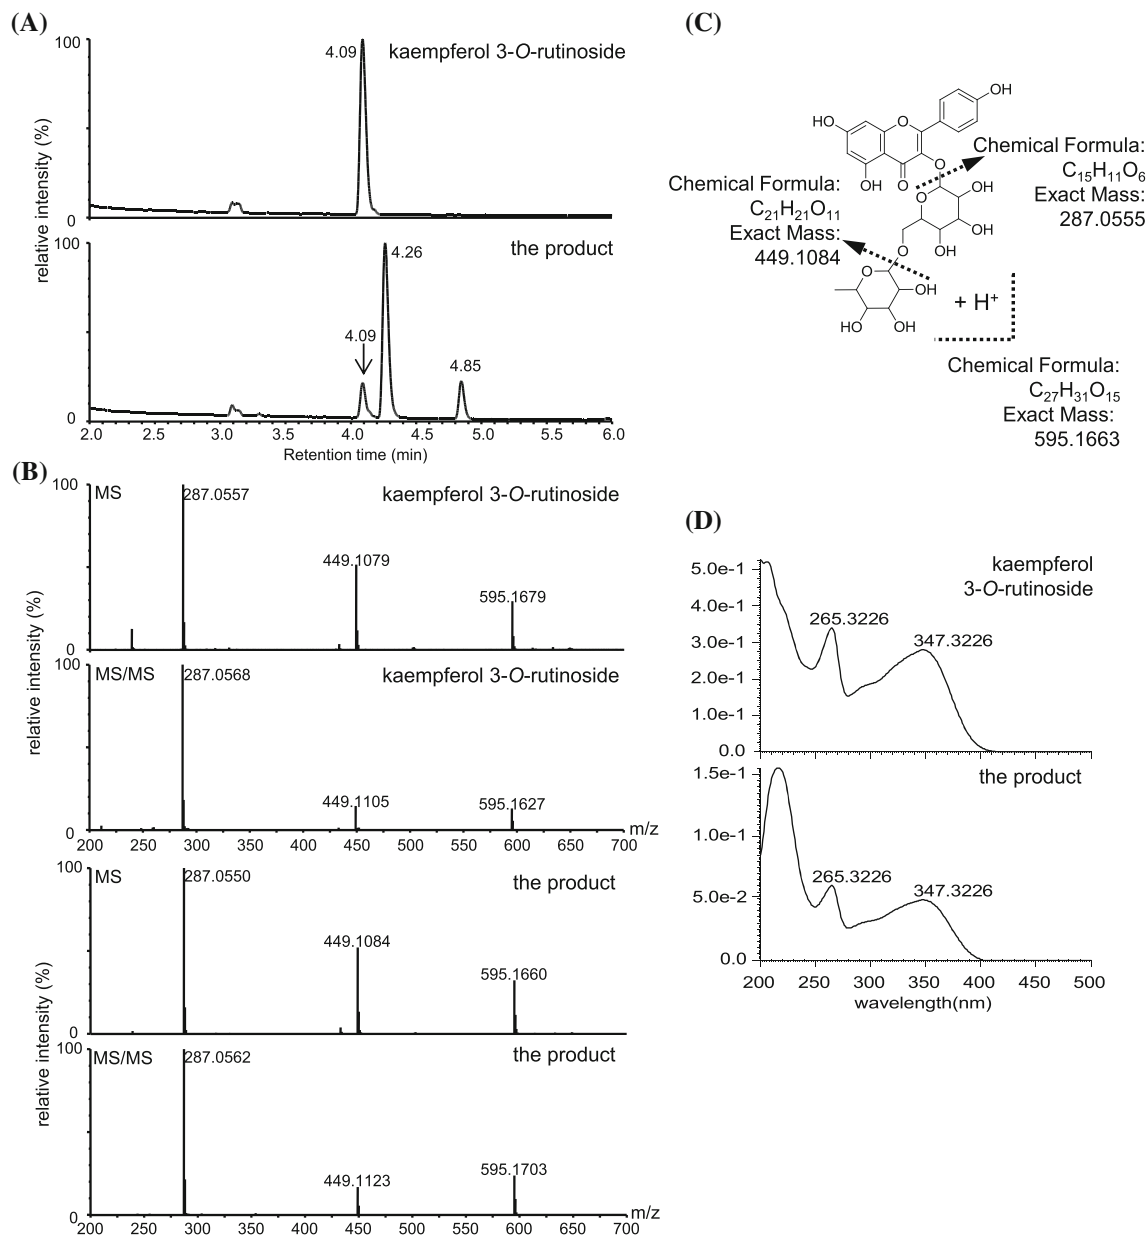 (A)
100
4.09
kaempferol 3-O-rutinoside
0
100
4.26
the product
4.09
4.85
0
relative intensity (%)
2.0 2.5 3.0 3.5 4.0 4.5 5.0 5.5 6.0
Retention time (min)
(B)
100
MS
287.0557
kaempferol 3-O-rutinoside
449.1079
595.1679
0
100
MS/MS
287.0568
kaempferol 3-O-rutinoside
449.1105
595.1627
0
m/z
200 250 300 350 400 450 500 550 600 650 700
relative intensity (%)
100
MS
287.0550
the product
449.1084
595.1660
0
100
MS/MS
287.0562
the product
449.1123
595.1703
0
m/z
200 250 300 350 400 450 500 550 600 650 700
relative intensity (%)
(C)
OH
HO
O
O
OH
O
O
OH
OH
OH
O
O
OH
HO
OH
+ H⁺
Chemical Formula:
C₁₅H₁₁O₆
Exact Mass:
287.0555
Chemical Formula:
C₂₁H₂₁O₁₁
Exact Mass:
449.1084
Chemical Formula:
C₂₇H₃₁O₁₅
Exact Mass:
595.1663
(D)
kaempferol
3-O-rutinoside
5.0e-1
4.0e-1
3.0e-1
2.0e-1
1.0e-1
0.0
265.3226
347.3226
the product
1.5e-1
1.0e-1
5.0e-2
0.0
265.3226
347.3226
200 250 300 350 400 450 500
wavelength(nm)